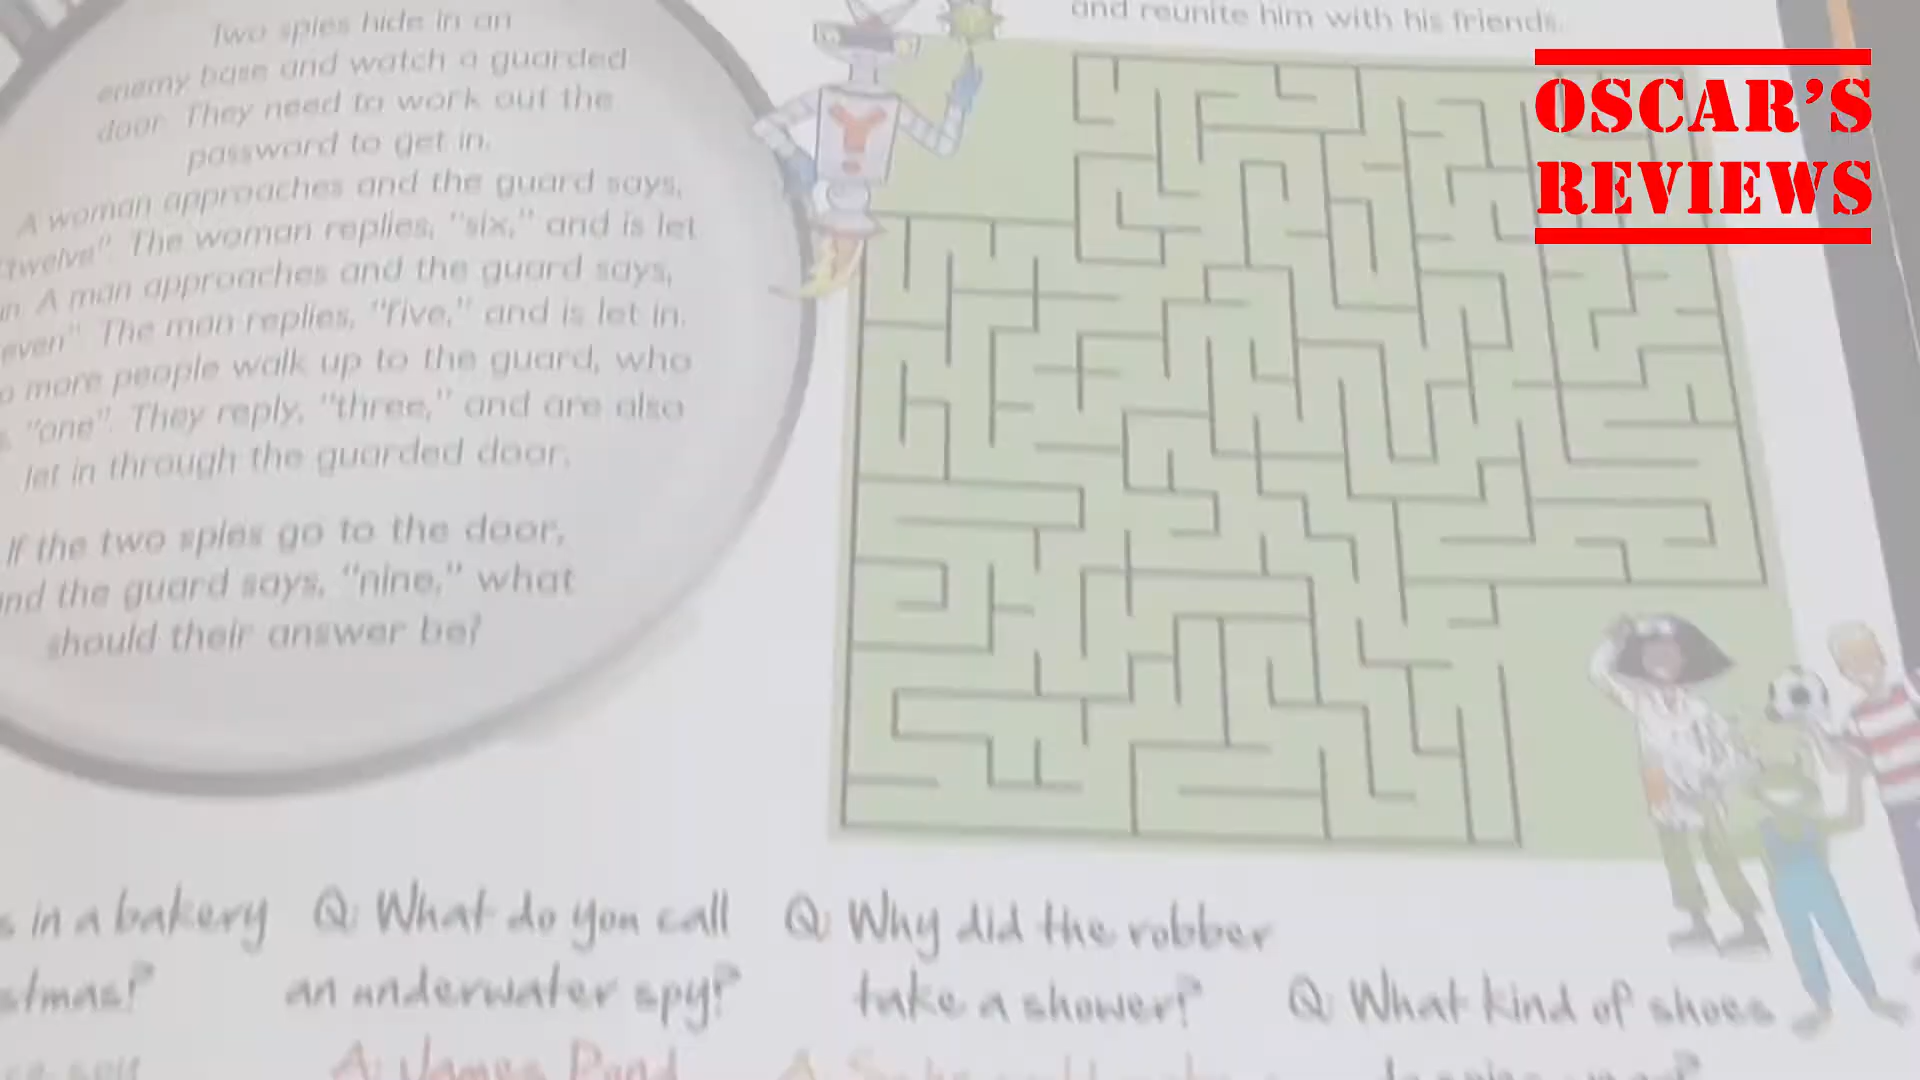 Two spies hide in an
enemy base and watch a guarded
door. They need to work out the
password to get in.
A woman approaches and the guard says,
"twelve". The woman replies, "six," and is let
in. A man approaches and the guard says,
even". The man replies, "five," and is let in.
o more people walk up to the guard, who
"one". They reply, "three," and are also
let in through the guarded door.
If the two spies go to the door,
and the guard says, "nine," what
should their answer be?
and reunite him with his friends.
OSCAR'S
REVIEWS
s in a bakery
stmas?
Q: What do you call
an underwater spy?
A: James Pond
Q: Why did the robber
take a shower?
Q: What kind of shoes